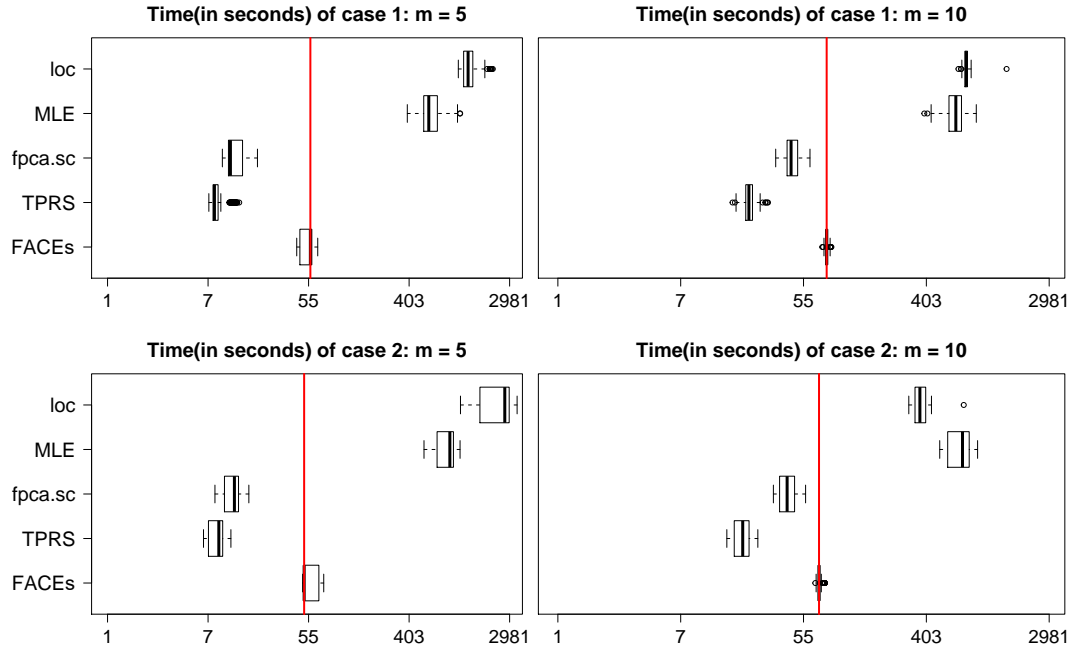 Time(in seconds) of case 1: m = 5
loc
MLE
fpca.sc
TPRS
FACEs
1 7 55 403 2981
Time(in seconds) of case 1: m = 10
1 7 55 403 2981
Time(in seconds) of case 2: m = 5
loc
MLE
fpca.sc
TPRS
FACEs
1 7 55 403 2981
Time(in seconds) of case 2: m = 10
1 7 55 403 2981